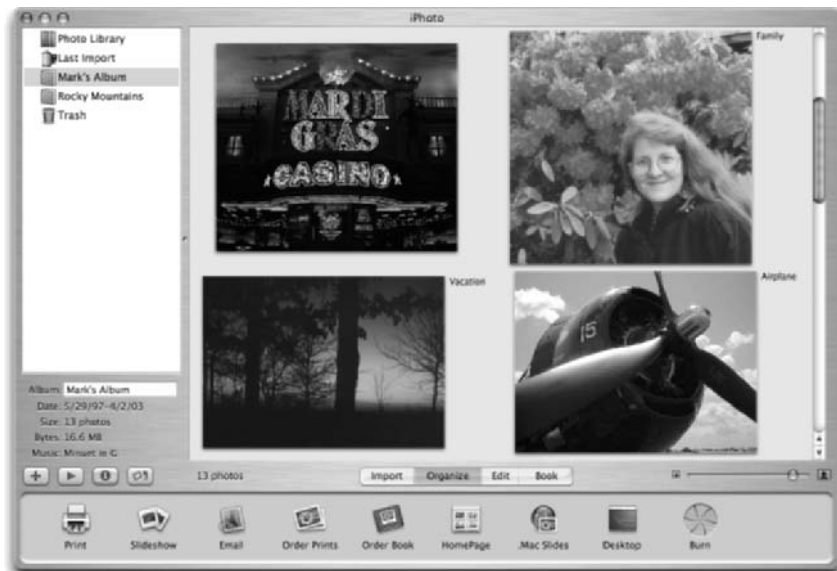 iPhoto
Photo Library
Last Import
Mark's Album
Rocky Mountains
Trash
MARDI
GRAS
CASINO
Family
Vacation
Airplane
15
Album: Mark's Album
Date: 5/29/97-4/2/03
Size: 13 photos
Bytes: 16.6 MB
Music: Minuet in G
13 photos
Import Organize Edit Book
Print Slideshow Email Order Prints Order Book HomePage .Mac Slides Desktop Burn